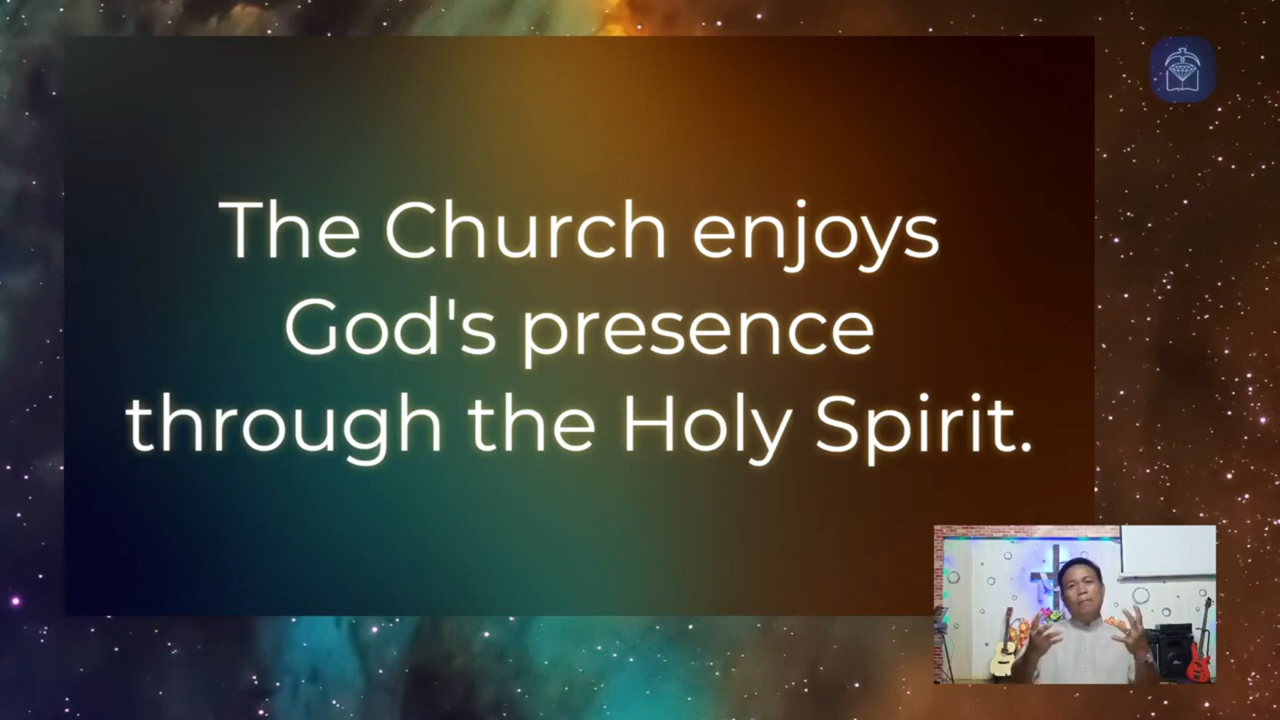 The Church enjoys
God's presence
through the Holy Spirit.